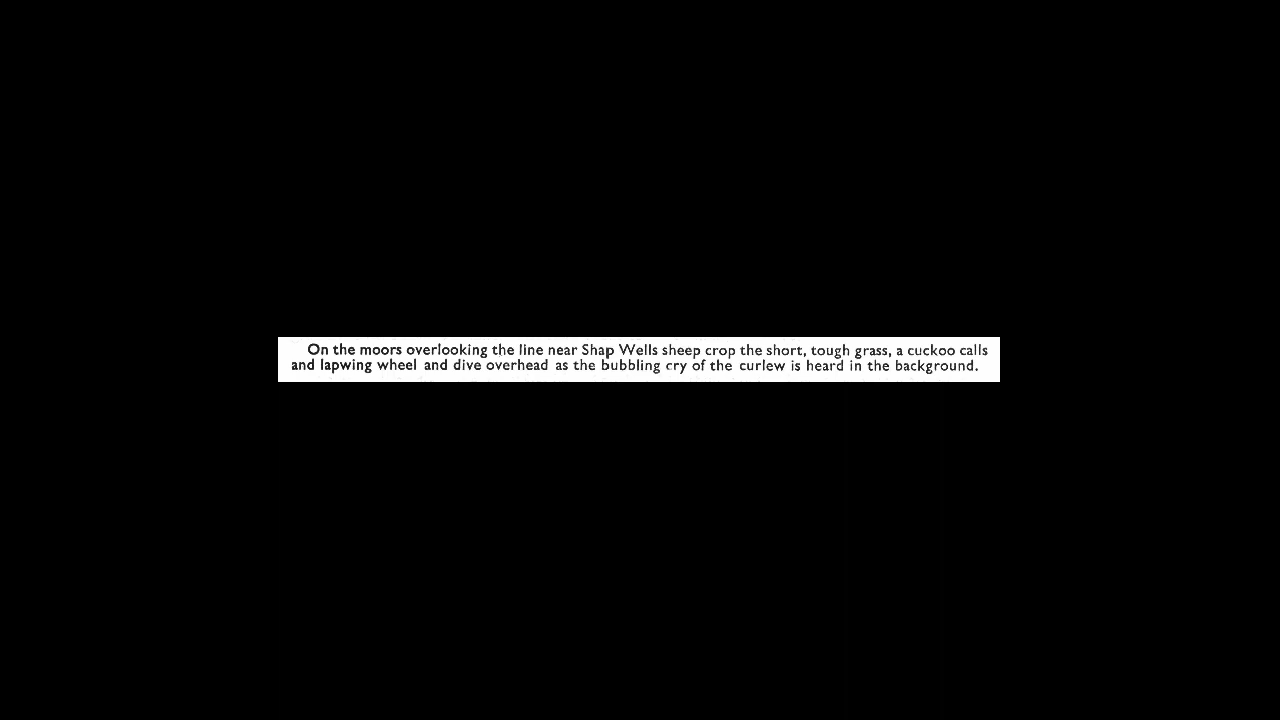 On the moors overlooking the line near Shap Wells sheep crop the short, tough grass, a cuckoo calls
and lapwing wheel and dive overhead as the bubbling cry of the curlew is heard in the background.